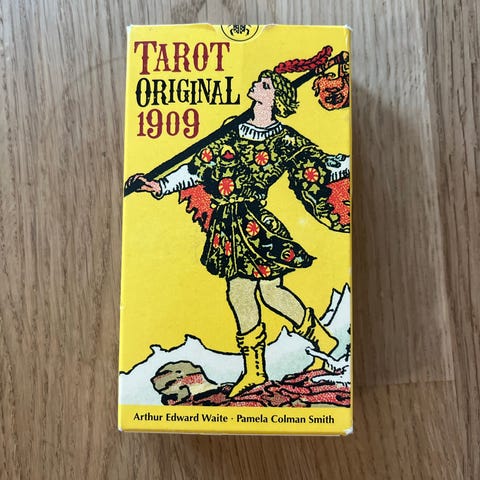 TAROT
ORIGINAL
1909
Arthur Edward Waite · Pamela Colman Smith